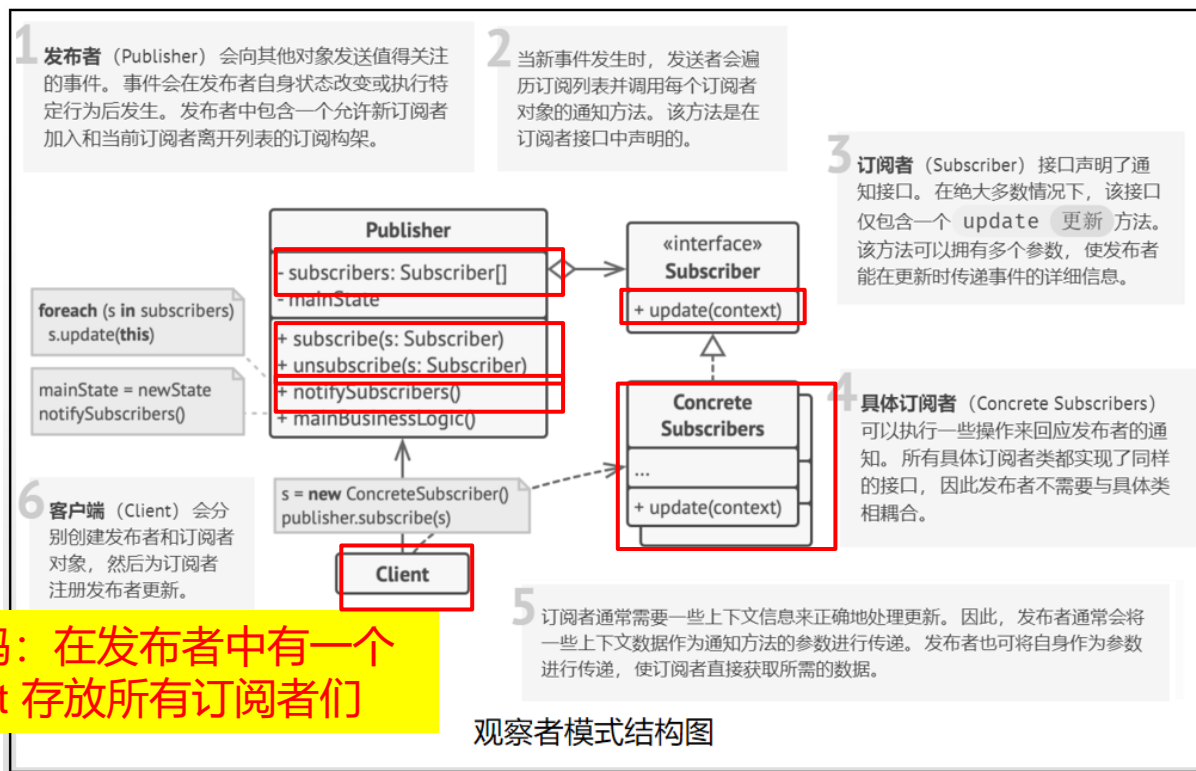 1
发布者（Publisher）会向其他对象发送值得关注
的事件。事件会在发布者自身状态改变或执行特
定行为后发生。发布者中包含一个允许新订阅者
加入和当前订阅者离开列表的订阅构架。
2
当新事件发生时，发送者会遍
历订阅列表并调用每个订阅者
对象的通知方法。该方法是在
订阅者接口中声明的。
3
订阅者（Subscriber）接口声明了通
知接口。在绝大多数情况下，该接口
仅包含一个 update 更新 方法。
该方法可以拥有多个参数，使发布者
能在更新时传递事件的详细信息。
Publisher
- subscribers: Subscriber[]
- mainState
+ subscribe(s: Subscriber)
+ unsubscribe(s: Subscriber)
+ notifySubscribers()
+ mainBusinessLogic()
«interface»
Subscriber
+ update(context)
foreach (s in subscribers)
s.update(this)
mainState = newState
notifySubscribers()
Concrete
Subscribers
...
+ update(context)
4
具体订阅者（Concrete Subscribers）
可以执行一些操作来回应发布者的通
知。所有具体订阅者类都实现了同样
的接口，因此发布者不需要与具体类
相耦合。
s = new ConcreteSubscriber()
publisher.subscribe(s)
Client
6
客户端（Client）会分
别创建发布者和订阅者
对象，然后为订阅者
注册发布者更新。
5
订阅者通常需要一些上下文信息来正确地处理更新。因此，发布者通常会将
一些上下文数据作为通知方法的参数进行传递。发布者也可将自身作为参数
进行传递，使订阅者直接获取所需的数据。
：在发布者中有一个
t 存放所有订阅者们
观察者模式结构图